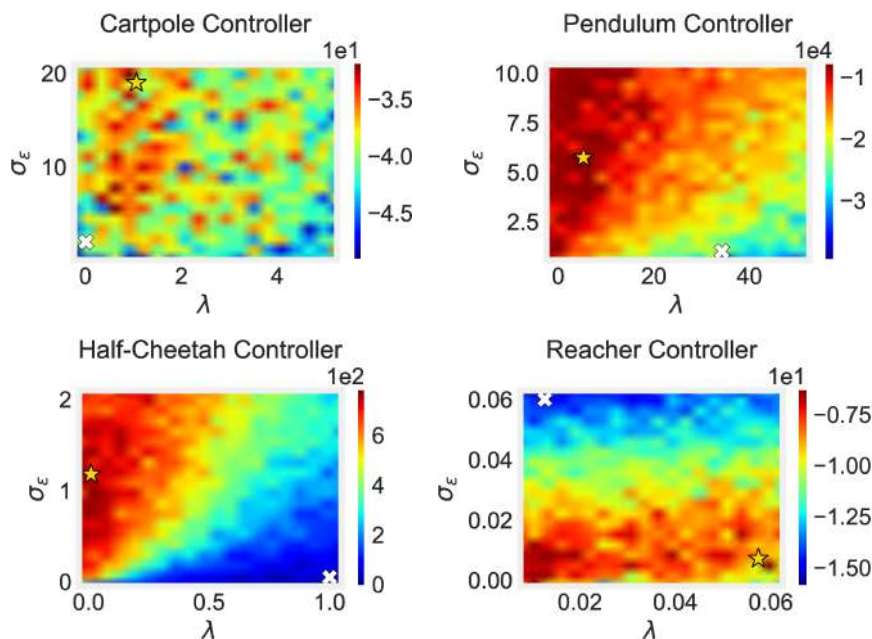 Cartpole Controller
1e1
20
10
σε
−3.5
−4.0
−4.5
0
2
4
λ
Pendulum Controller
1e4
10.0
7.5
5.0
2.5
σε
−1
−2
−3
0
20
40
λ
Half-Cheetah Controller
1e2
2
1
0
σε
6
4
2
0
0.0
0.5
1.0
λ
Reacher Controller
1e1
0.06
0.04
0.02
0.00
σε
−0.75
−1.00
−1.25
−1.50
0.02
0.04
0.06
λ